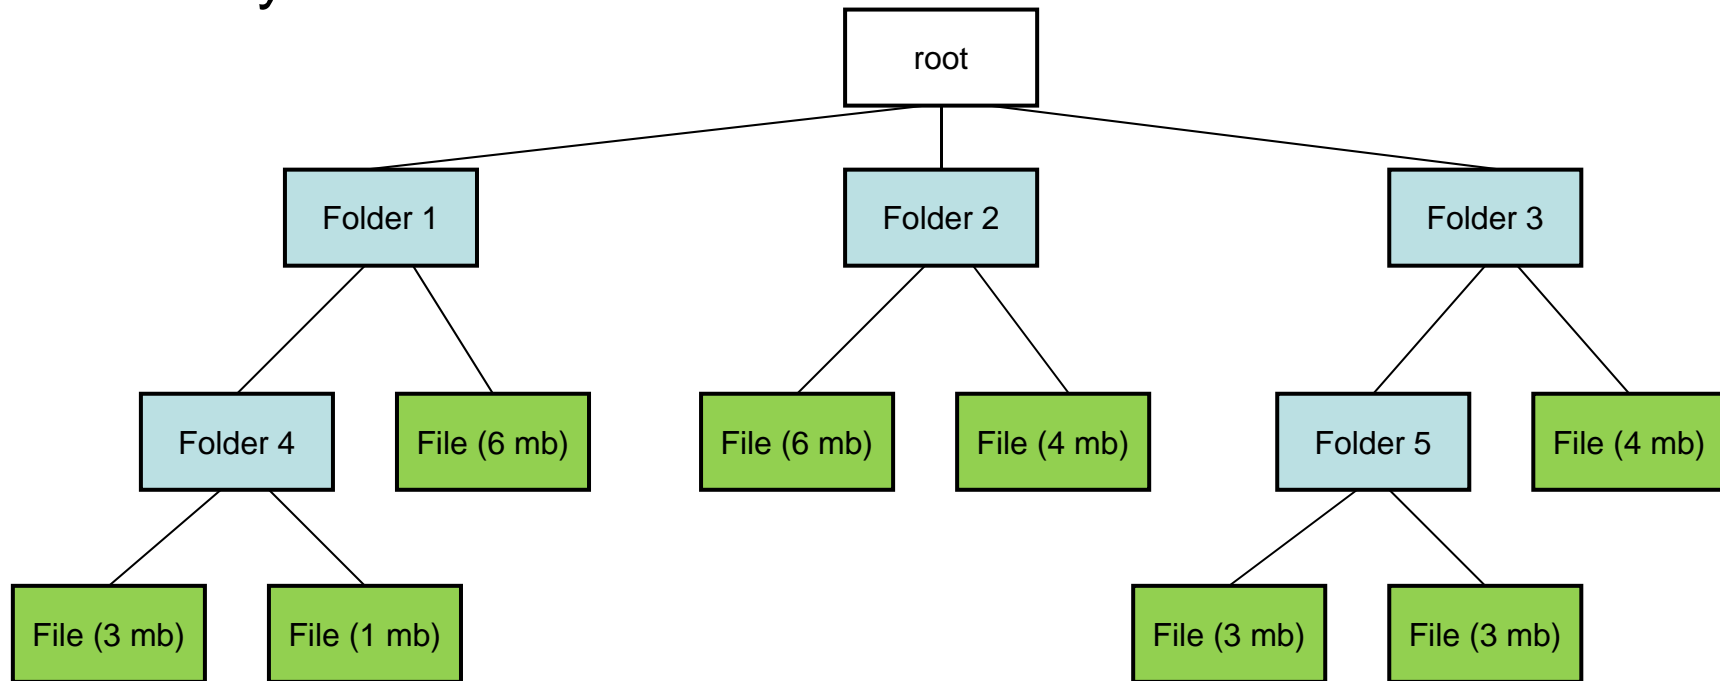 root
Folder 1
Folder 2
Folder 3
Folder 4
File (6 mb)
File (6 mb)
File (4 mb)
Folder 5
File (4 mb)
File (3 mb)
File (1 mb)
File (3 mb)
File (3 mb)